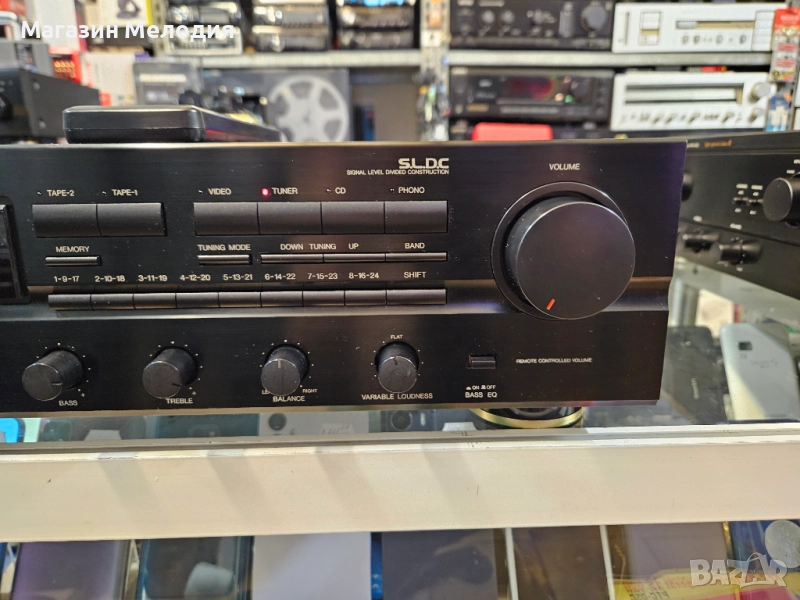 Магазин Мелодия
S.L.D.C
SIGNAL LEVEL DIVIDED CONSTRUCTION
VOLUME
TAPE-2 TAPE-1 VIDEO TUNER CD PHONO
MEMORY TUNING MODE DOWN TUNING UP BAND
1-9-17 2-10-18 3-11-19 4-12-20 5-13-21 6-14-22 7-15-23 8-16-24 SHIFT
FLAT
REMOTE CONTROLLED VOLUME
RIGHT
ON OFF
BASS TREBLE BALANCE VARIABLE LOUDNESS BASS EQ
BAZAR